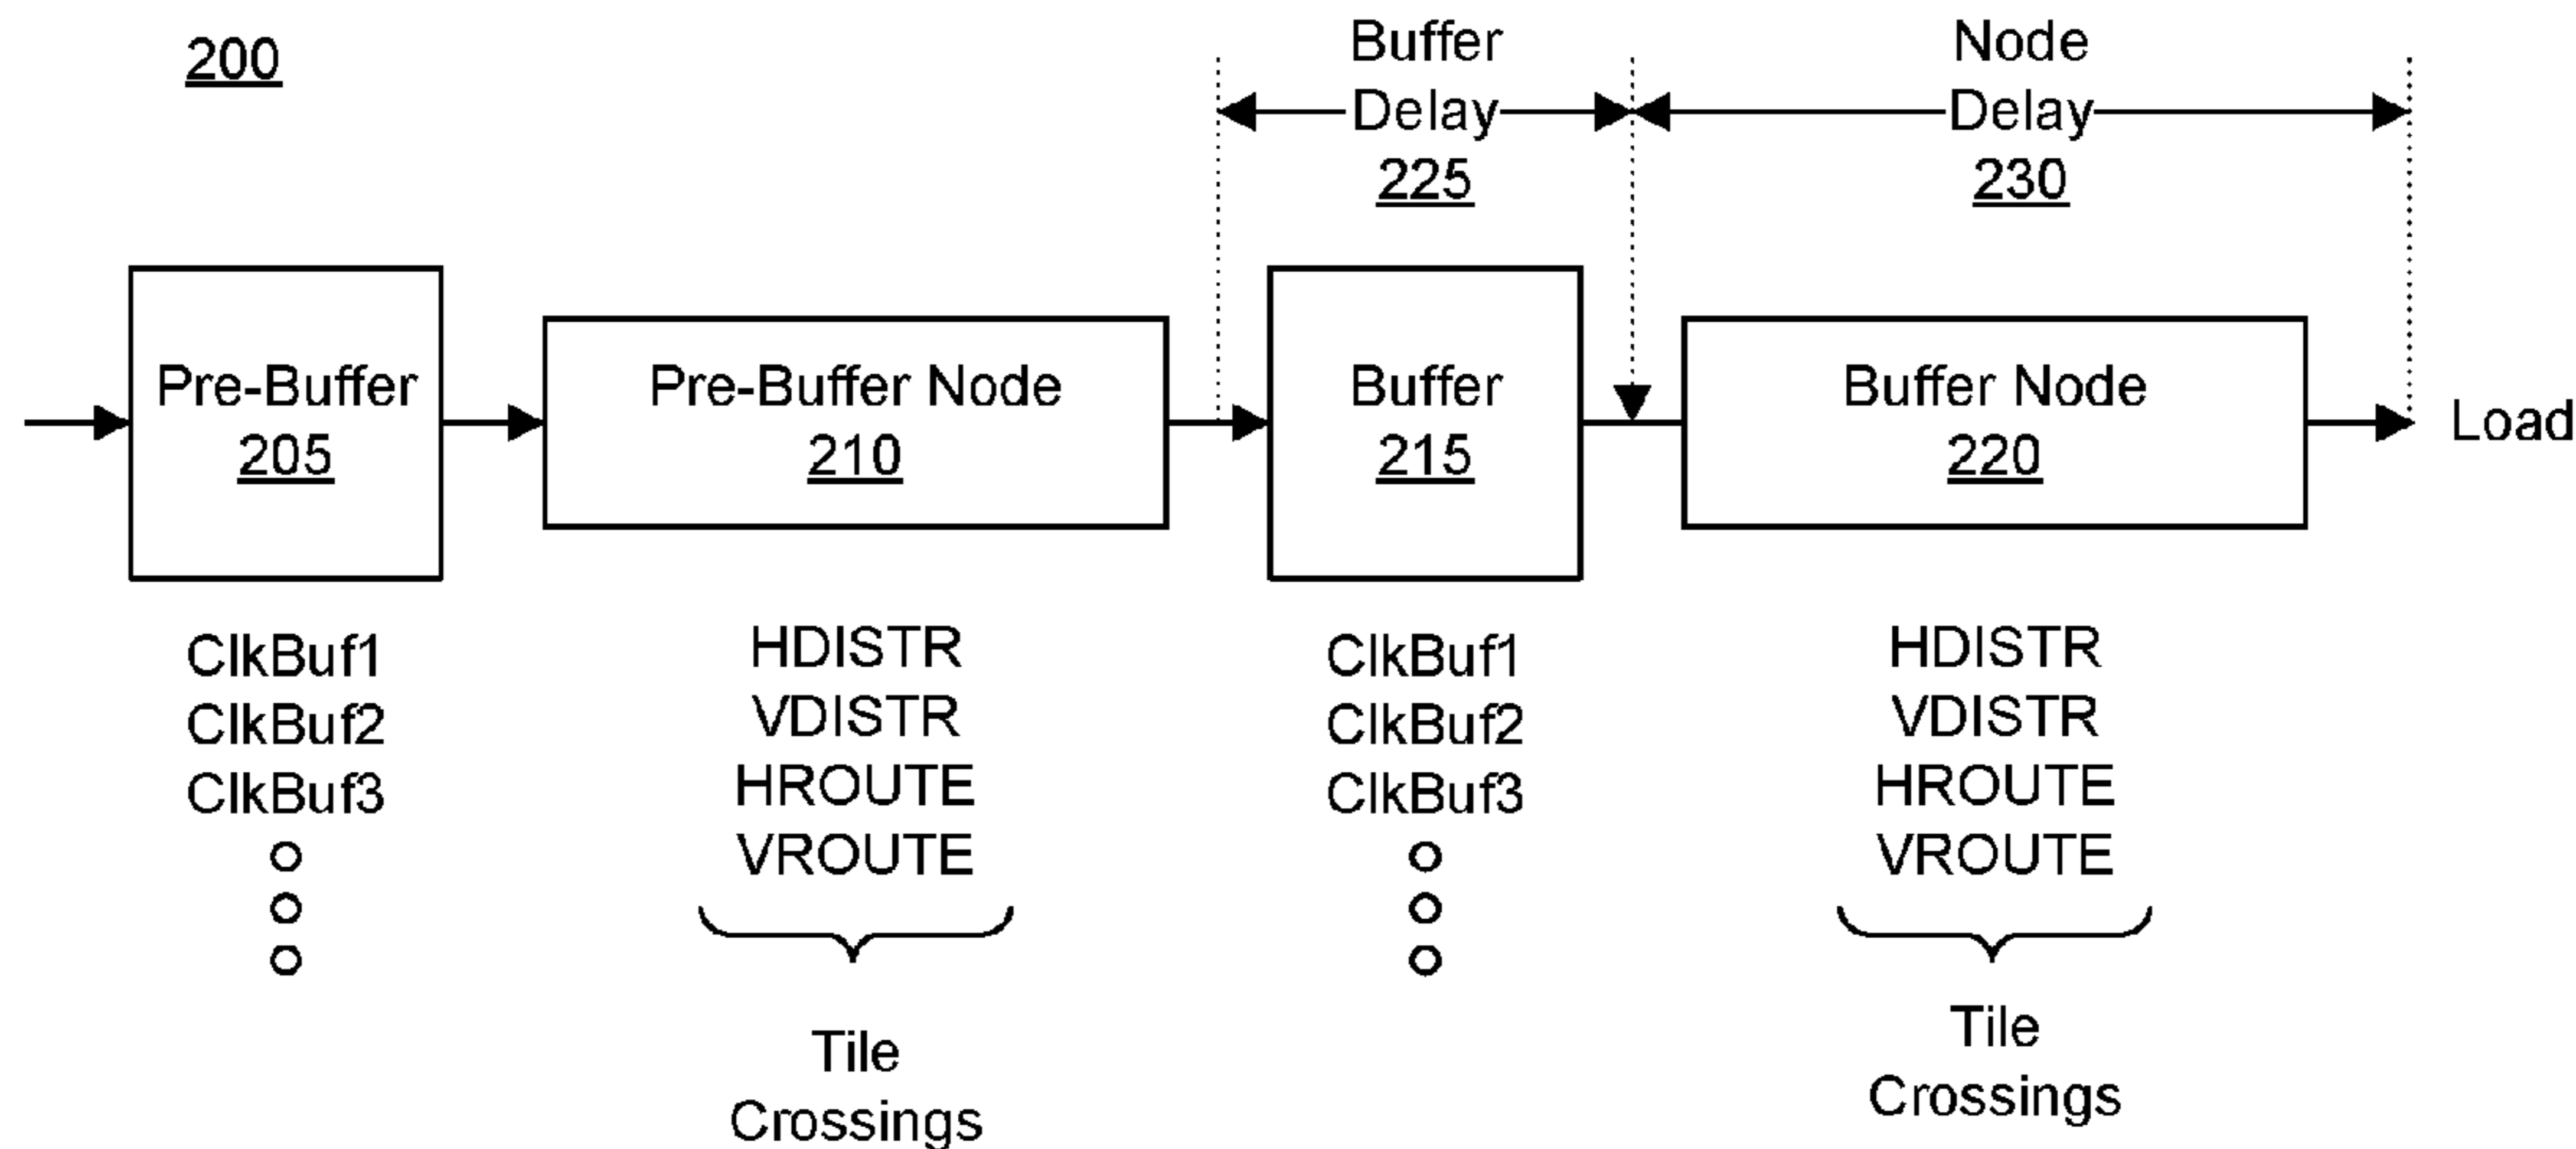 200
Buffer
Delay
225
Node
Delay
230
Pre-Buffer
205
Pre-Buffer Node
210
Buffer
215
Buffer Node
220
Load
ClkBuf1
ClkBuf2
ClkBuf3
HDISTR
VDISTR
HROUTE
VROUTE
Tile
Crossings
ClkBuf1
ClkBuf2
ClkBuf3
HDISTR
VDISTR
HROUTE
VROUTE
Tile
Crossings